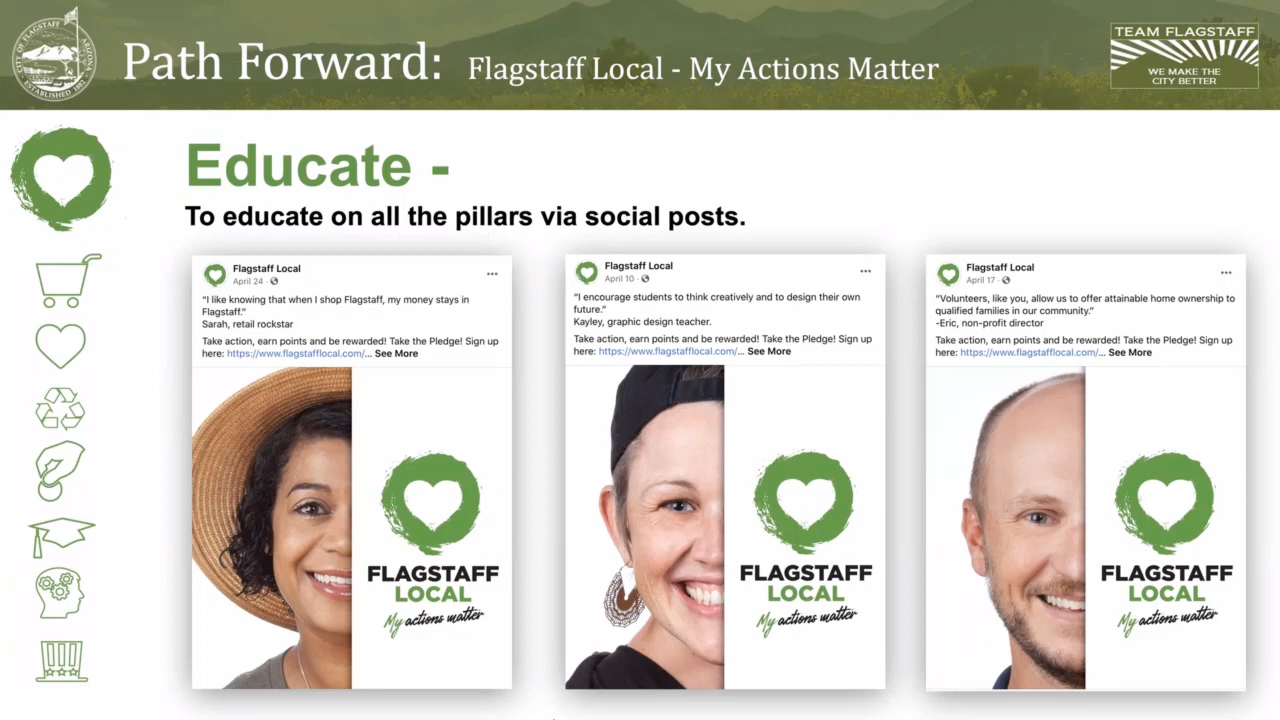 CITY OF FLAGSTAFF
ARIZONA
Path Forward: Flagstaff Local - My Actions Matter
TEAM FLAGSTAFF
WE MAKE THE
CITY BETTER
Educate -
To educate on all the pillars via social posts.
Flagstaff Local
April 24 ·
“I like knowing that when I shop Flagstaff, my money stays in
Flagstaff.”
Sarah, retail rockstar
Take action, earn points and be rewarded! Take the Pledge! Sign up
here: https://www.flagstafflocal.com/... See More
FLAGSTAFF
LOCAL
My actions matter
Flagstaff Local
April 10 ·
“I encourage students to think creatively and to design their own
future.”
Kayley, graphic design teacher.
Take action, earn points and be rewarded! Take the Pledge! Sign up
here: https://www.flagstafflocal.com/... See More
FLAGSTAFF
LOCAL
My actions matter
Flagstaff Local
April 17 ·
“Volunteers, like you, allow us to offer attainable home ownership to
qualified families in our community.”
-Eric, non-profit director
Take action, earn points and be rewarded! Take the Pledge! Sign up
here: https://www.flagstafflocal.com/... See More
FLAGSTAFF
LOCAL
My actions matter